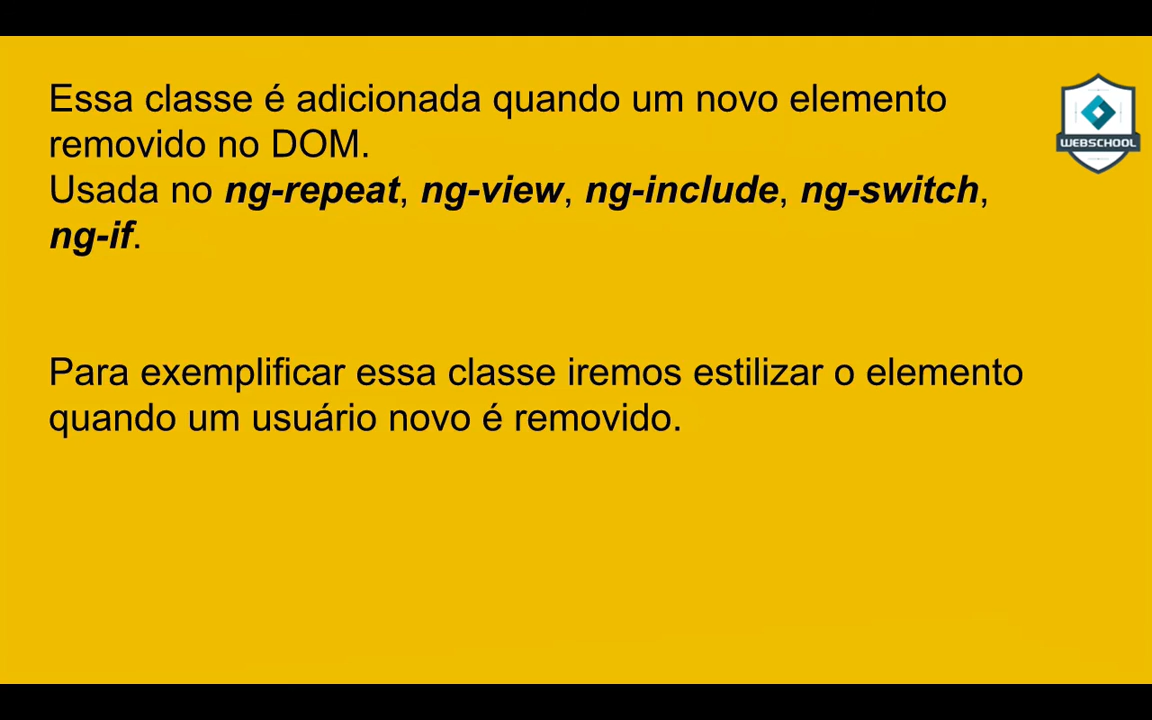 Essa classe é adicionada quando um novo elemento
removido no DOM.
Usada no ng-repeat, ng-view, ng-include, ng-switch,
ng-if.
Para exemplificar essa classe iremos estilizar o elemento
quando um usuário novo é removido.
WEBSCHOOL